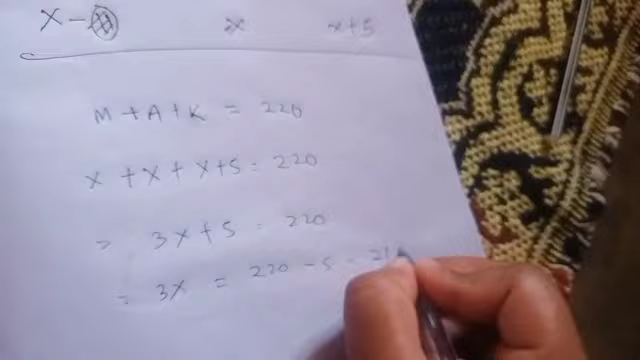 X - x x+5
M + A + K = 220
x + x + x+5 = 220
> 3x+5 = 220
= 3x = 220 - 5 = 21